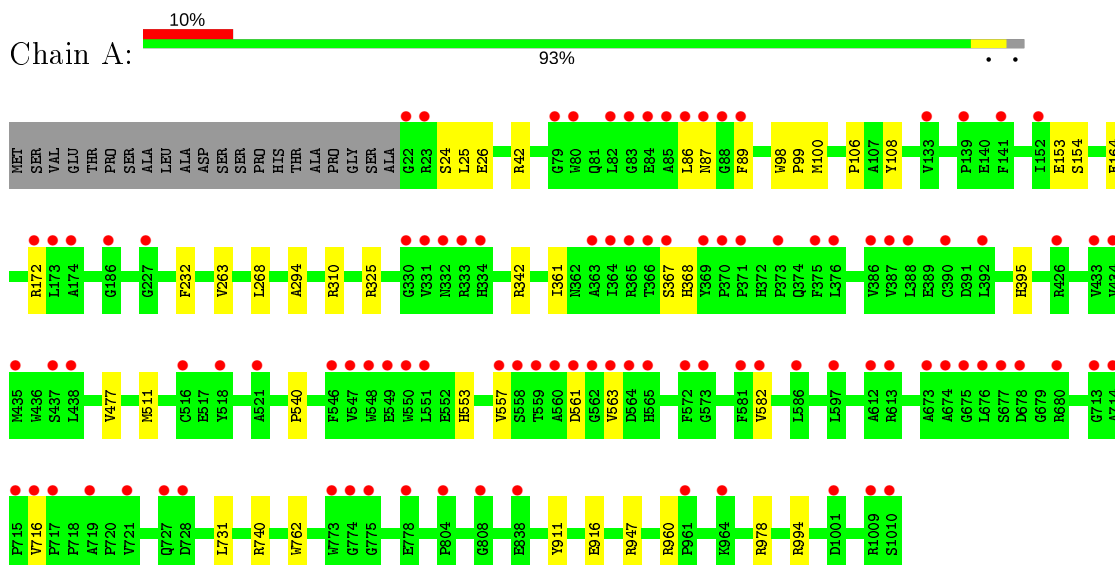 10%
Chain A:
93%
MET SER VAL GLU THR PRO SER ALA LEU ALA ASP SER SER PRO HIS THR ALA PRO GLY SER ALA G22 R23 S24 L25 E26 R42 G79 W80 Q81 L82 G83 E84 A85 L86 N87 G88 F89 W98 P99 M100 P106 A107 Y108 V133 P139 E140 F141 I152 E153 S154
R172 L173 A174 G186 G227 F232 V263 L268 A294 R310 R325 G330 V331 N332 R333 H334 R342 I361 N362 A363 I364 R365 T366 S367 H368 Y369 P370 P371 H372 P373 Q374 F375 L376 V386 V387 L388 E389 C390 D391 L392 H395 R426 V433
M435 W436 S437 L438 V477 M511 C516 E517 Y518 A521 P540 F546 V547 W548 E549 W550 L551 E552 H553 V557 S558 T559 A560 D561 G562 V563 D564 H565 F572 G573 F581 V582 L586 L597 A612 R613 A673 A674 G675 L676 S677 D678 G679 R680 G713
P715 V716 P717 P718 A719 P720 V721 Q727 D728 L731 R740 W762 W773 G774 G775 E778 P804 G808 E838 Y911 E916 R947 R960 P961 K964 R978 R994 D1001 R1009 S1010